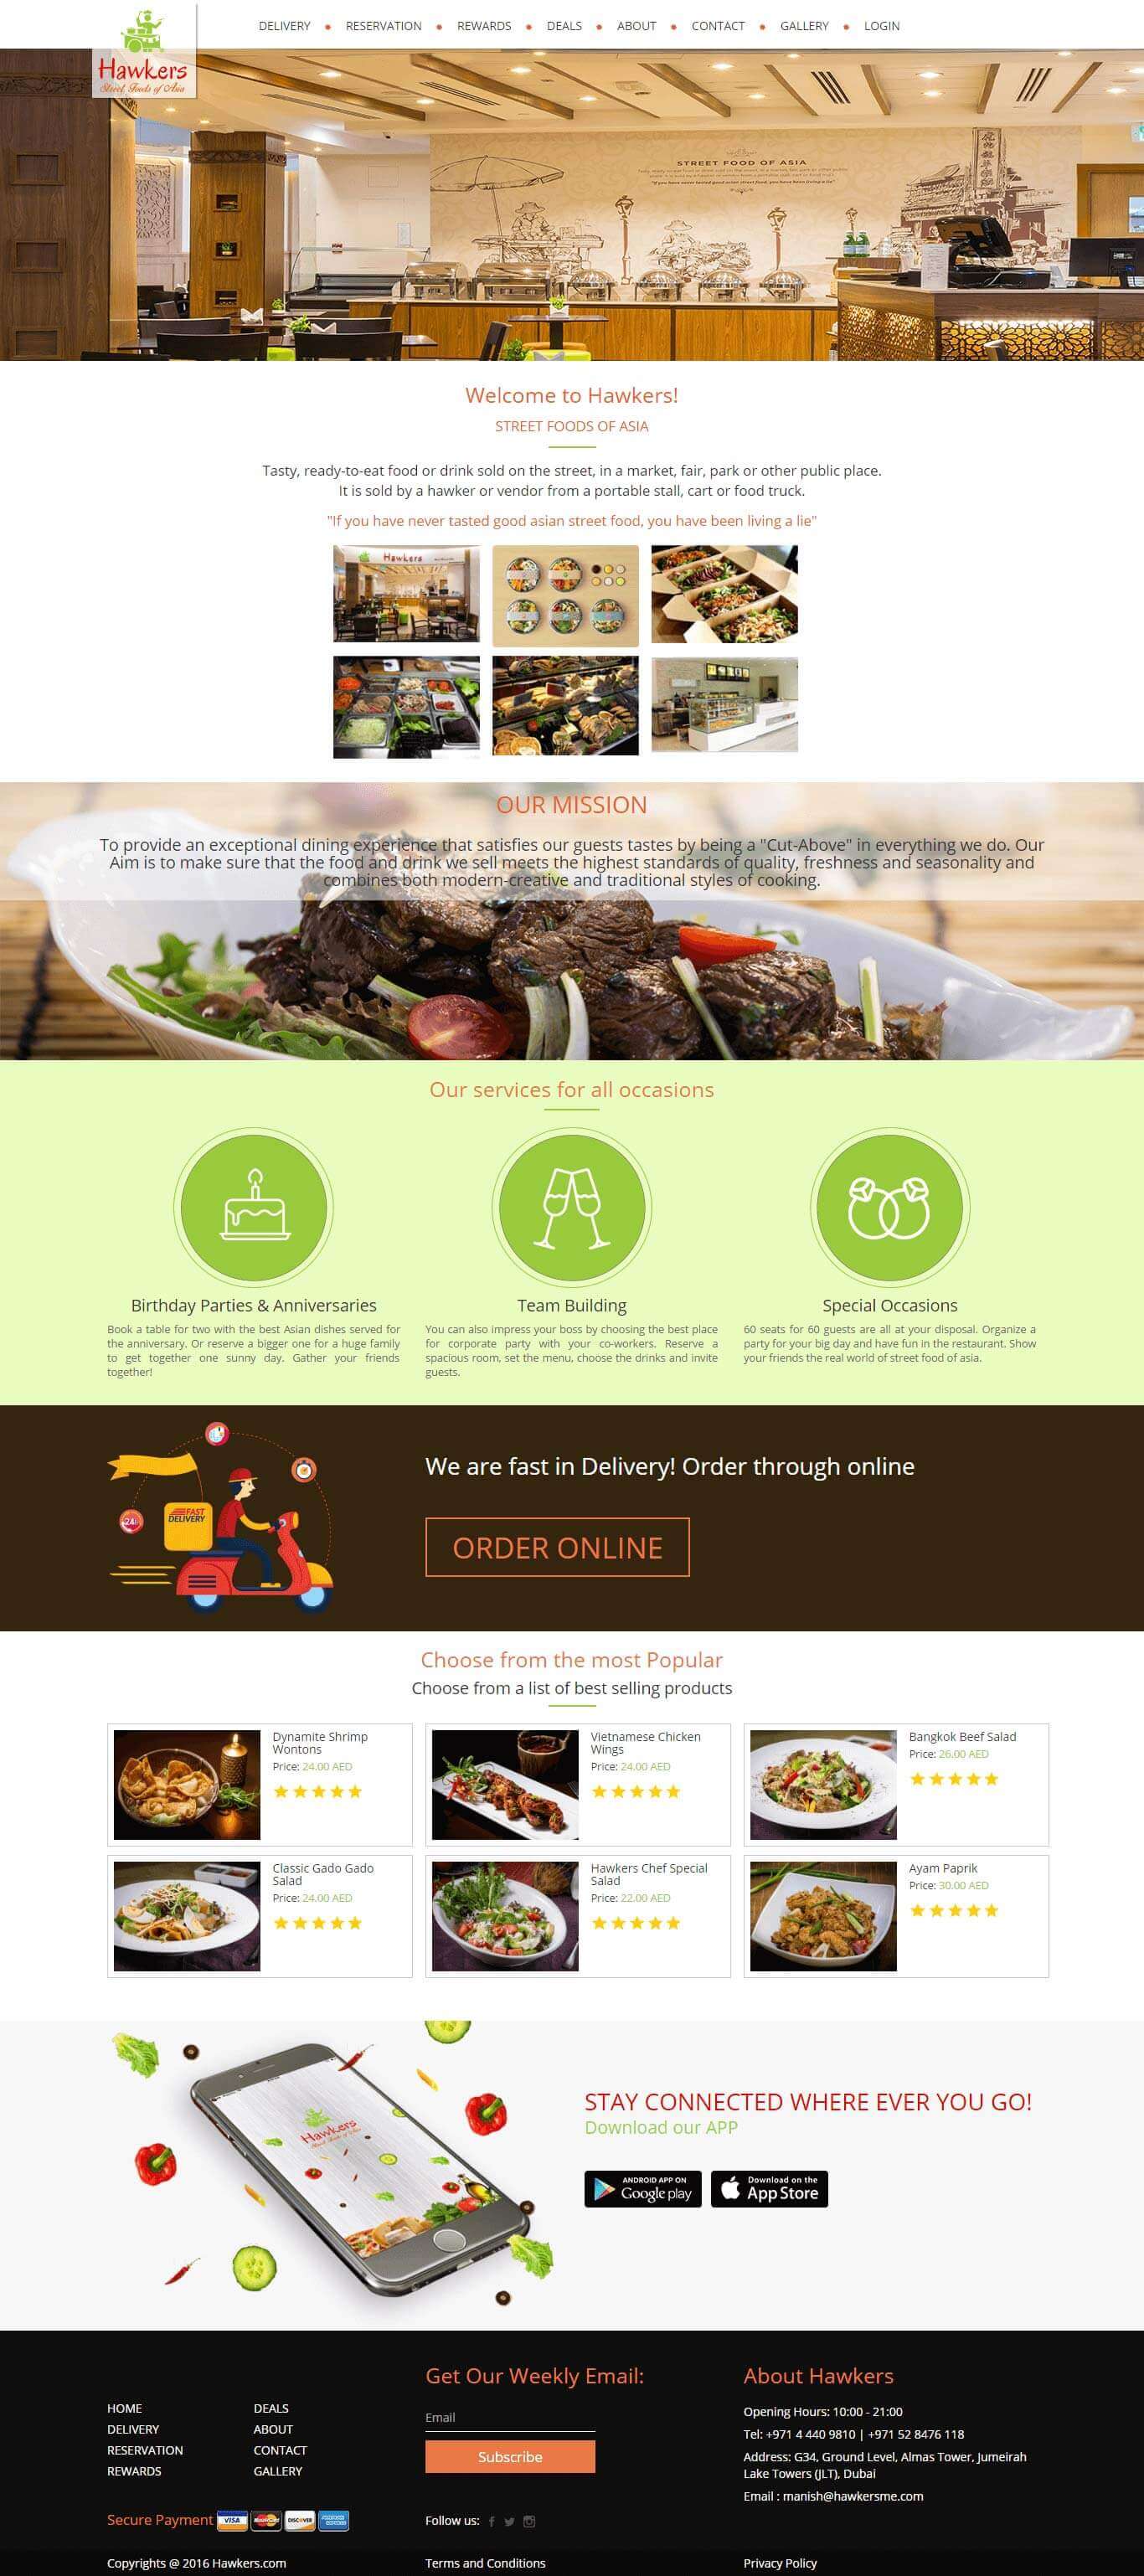 DELIVERY RESERVATION REWARDS DEALS ABOUT CONTACT GALLERY LOGIN
Hawkers
Street Foods of Asia
STREET FOOD OF ASIA
Welcome to Hawkers!
STREET FOODS OF ASIA
Tasty, ready-to-eat food or drink sold on the street, in a market, fair, park or other public place.
It is sold by a hawker or vendor from a portable stall, cart or food truck.
"If you have never tasted good asian street food, you have been living a lie"
Hawkers
OUR MISSION
To provide an exceptional dining experience that satisfies our guests tastes by being a "Cut-Above" in everything we do. Our
Aim is to make sure that the food and drink we sell meets the highest standards of quality, freshness and seasonality and
combines both modern-creative and traditional styles of cooking.
Our services for all occasions
Birthday Parties & Anniversaries
Book a table for two with the best Asian dishes served for
the anniversary. Or reserve a bigger one for a huge family
to get together one sunny day. Gather your friends
together!
Team Building
You can also impress your boss by choosing the best place
for corporate party with your co-workers. Reserve a
spacious room, set the menu, choose the drinks and invite
guests.
Special Occasions
60 seats for 60 guests are all at your disposal. Organize a
party for your big day and have fun in the restaurant. Show
your friends the real world of street food of asia.
24h
FAST
DELIVERY
We are fast in Delivery! Order through online
ORDER ONLINE
Choose from the most Popular
Choose from a list of best selling products
Dynamite Shrimp
Wontons
Price: 24.00 AED
Vietnamese Chicken
Wings
Price: 24.00 AED
Bangkok Beef Salad
Price: 26.00 AED
Classic Gado Gado
Salad
Price: 24.00 AED
Hawkers Chef Special
Salad
Price: 22.00 AED
Ayam Paprik
Price: 30.00 AED
Hawkers
Street Foods of Asia
STAY CONNECTED WHERE EVER YOU GO!
Download our APP
ANDROID APP ON
Google play
Download on the
App Store
HOME
DELIVERY
RESERVATION
REWARDS
DEALS
ABOUT
CONTACT
GALLERY
Get Our Weekly Email:
Email
Subscribe
About Hawkers
Opening Hours: 10:00 - 21:00
Tel: +971 4 440 9810 | +971 52 8476 118
Address: G34, Ground Level, Almas Tower, Jumeirah
Lake Towers (JLT), Dubai
Email : manish@hawkersme.com
Secure Payment VISA MasterCard DISCOVER AMERICAN EXPRESS
Follow us:
Copyrights @ 2016 Hawkers.com
Terms and Conditions
Privacy Policy